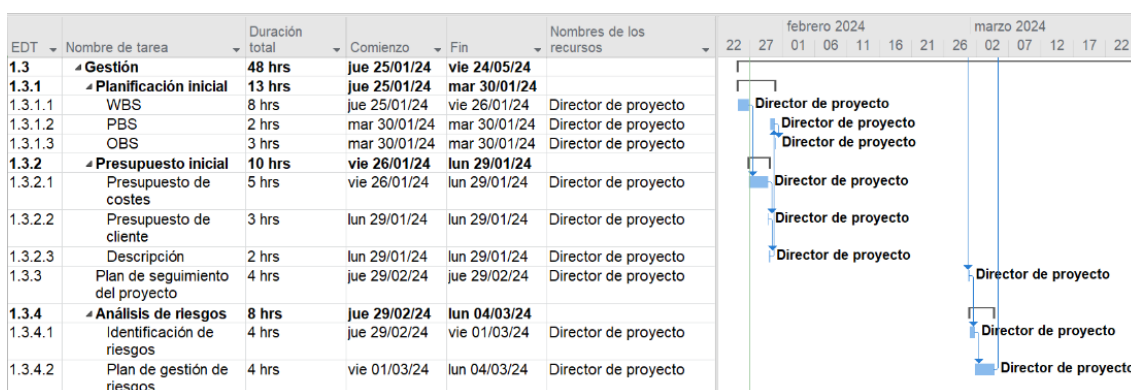 febrero 2024 marzo 2024
Duración Nombres de los
EDT Nombre de tarea total Comienzo Fin recursos 22 27 01 06 11 16 21 26 02 07 12 17 22
1.3 Gestión 48 hrs jue 25/01/24 vie 24/05/24
1.3.1 Planificación inicial 13 hrs jue 25/01/24 mar 30/01/24
1.3.1.1 WBS 8 hrs jue 25/01/24 vie 26/01/24 Director de proyecto Director de proyecto
1.3.1.2 PBS 2 hrs mar 30/01/24 mar 30/01/24 Director de proyecto Director de proyecto
1.3.1.3 OBS 3 hrs mar 30/01/24 mar 30/01/24 Director de proyecto Director de proyecto
1.3.2 Presupuesto inicial 10 hrs vie 26/01/24 lun 29/01/24
1.3.2.1 Presupuesto de 5 hrs vie 26/01/24 lun 29/01/24 Director de proyecto Director de proyecto
costes
1.3.2.2 Presupuesto de 3 hrs lun 29/01/24 lun 29/01/24 Director de proyecto Director de proyecto
cliente
1.3.2.3 Descripción 2 hrs lun 29/01/24 lun 29/01/24 Director de proyecto Director de proyecto
1.3.3 Plan de seguimiento 4 hrs jue 29/02/24 jue 29/02/24 Director de proyecto Director de proyecto
del proyecto
1.3.4 Análisis de riesgos 8 hrs jue 29/02/24 lun 04/03/24
1.3.4.1 Identificación de 4 hrs jue 29/02/24 vie 01/03/24 Director de proyecto Director de proyecto
riesgos
1.3.4.2 Plan de gestión de 4 hrs vie 01/03/24 lun 04/03/24 Director de proyecto Director de proyecto
riesgos